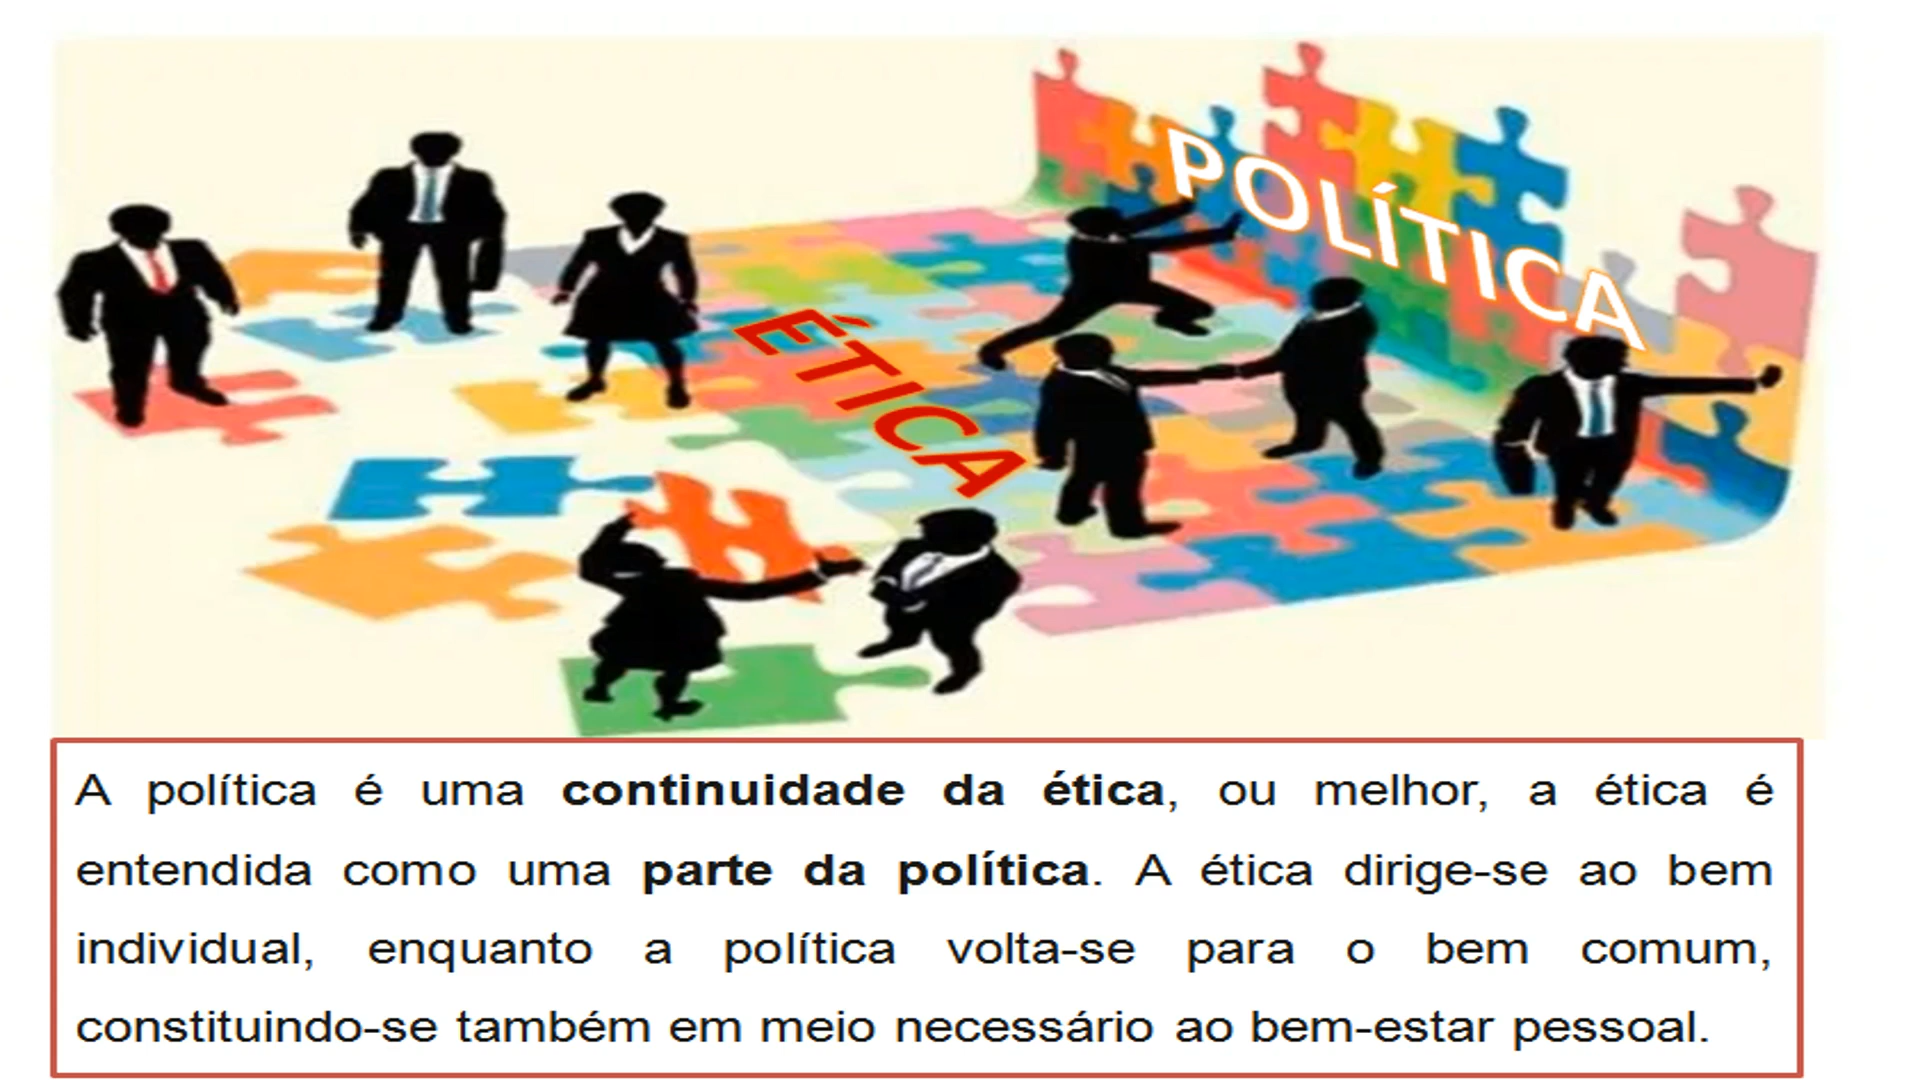 POLÍTICA
ÉTICA
A política é uma continuidade da ética, ou melhor, a ética é
entendida como uma parte da política. A ética dirige-se ao bem
individual, enquanto a política volta-se para o bem comum,
constituindo-se também em meio necessário ao bem-estar pessoal.